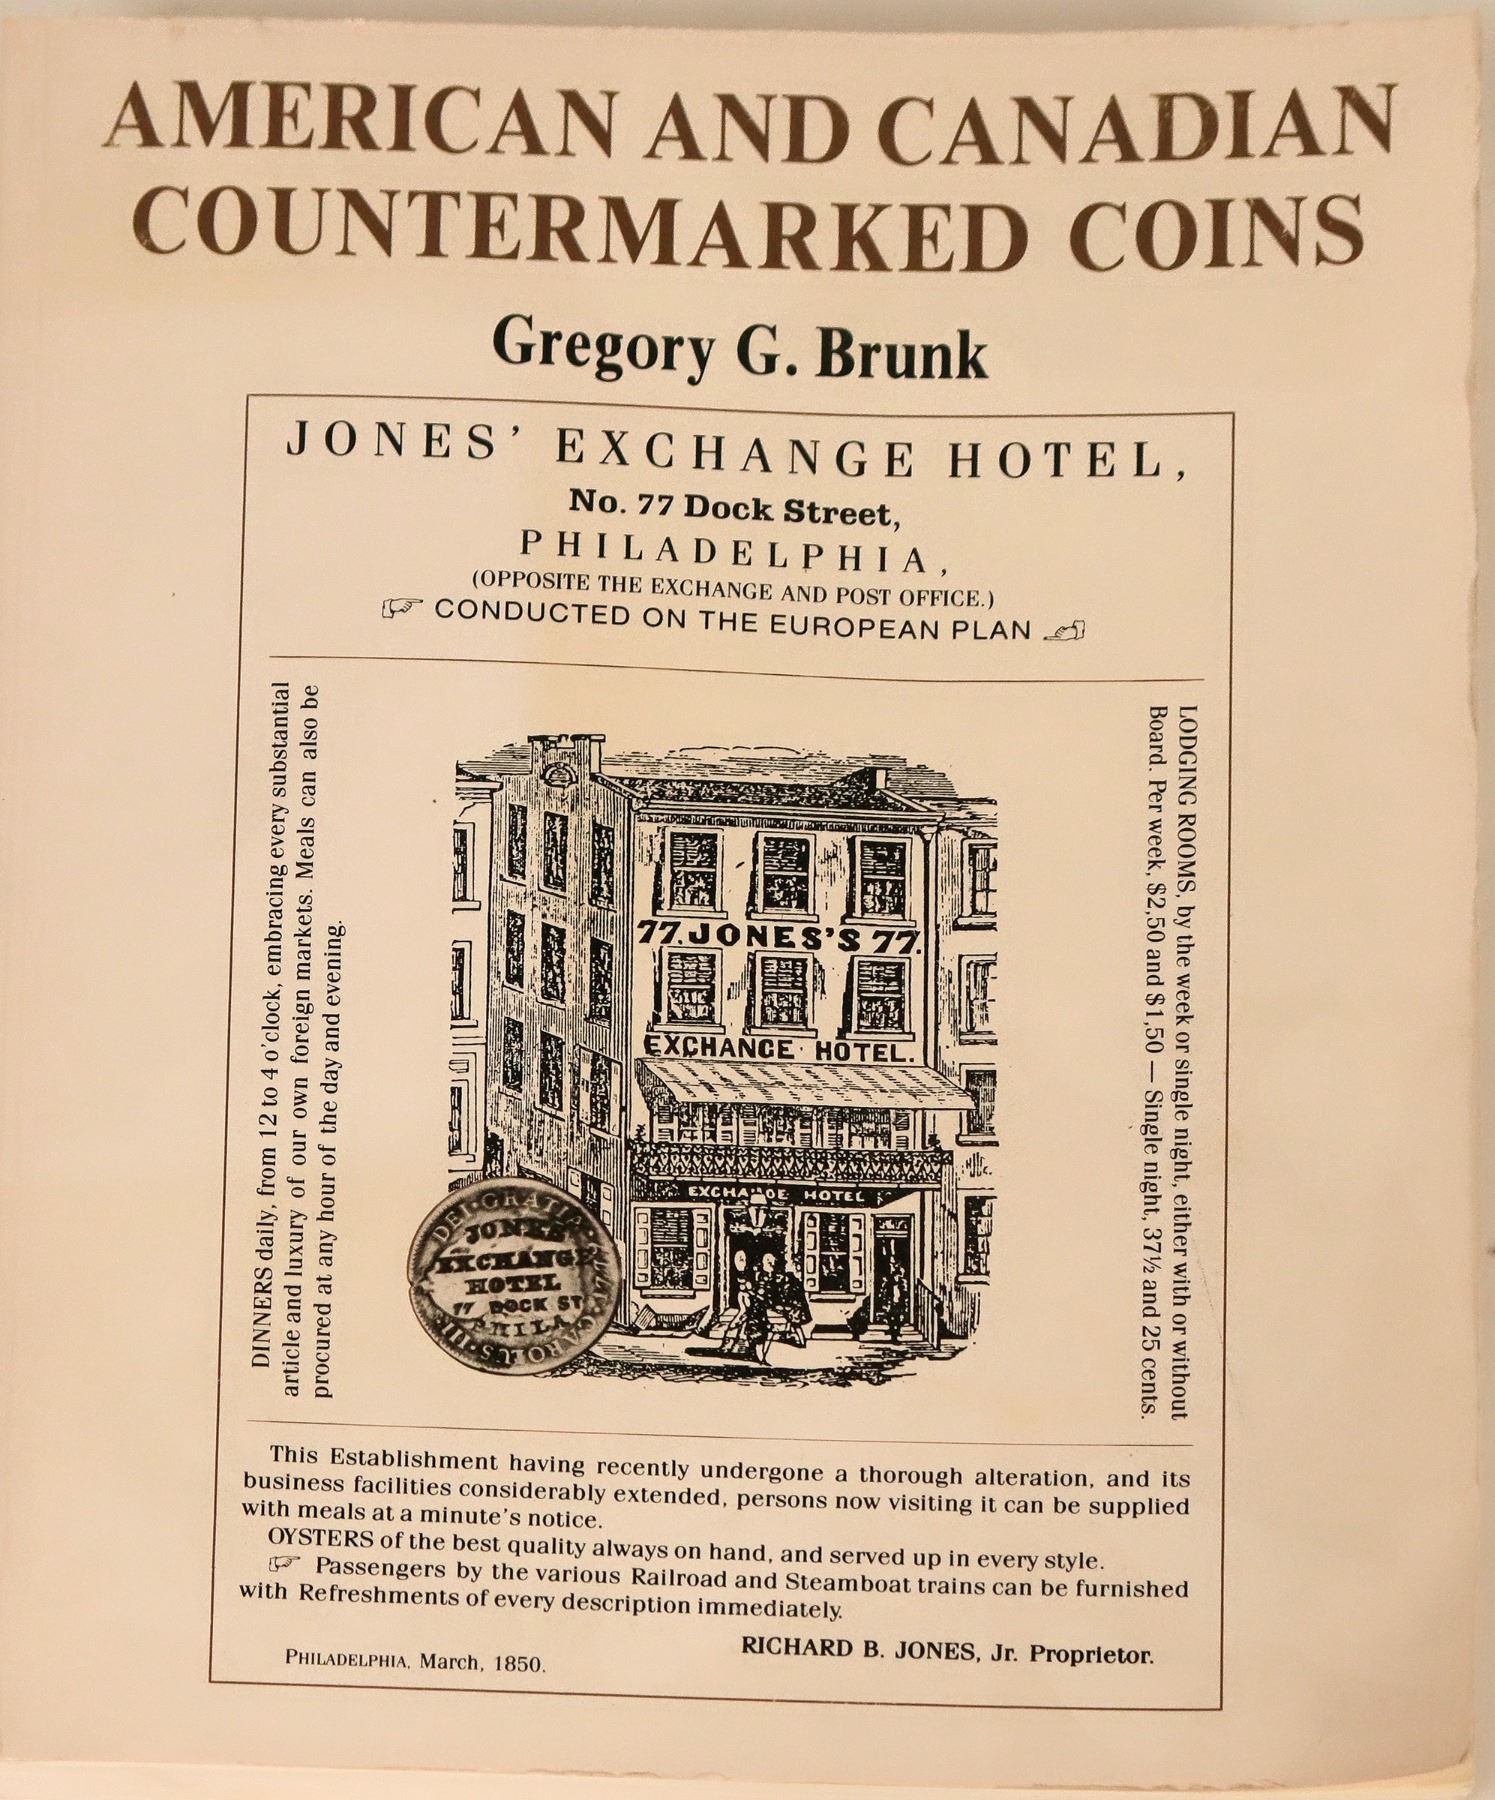 AMERICAN AND CANADIAN
COUNTERMARKED COINS
Gregory G. Brunk
JONES' EXCHANGE HOTEL,
No. 77 Dock Street,
PHILADELPHIA,
(OPPOSITE THE EXCHANGE AND POST OFFICE.)
CONDUCTED ON THE EUROPEAN PLAN
DINNERS daily, from 12 to 4 o'clock, embracing every substantial
article and luxury of our own foreign markets. Meals can also be
procured at any hour of the day and evening.
77. JONES'S 77.
EXCHANGE HOTEL.
EXCHANGE HOTEL
DEI·GRATIA·
CAROLUS·III·
JONES'
EXCHANGE
HOTEL
77 DOCK ST
PHILA
LODGING ROOMS, by the week or single night, either with or without
Board. Per week, $2,50 and $1,50 — Single night, 37½ and 25 cents.
This Establishment having recently undergone a thorough alteration, and its
business facilities considerably extended, persons now visiting it can be supplied
with meals at a minute's notice.
OYSTERS of the best quality always on hand, and served up in every style.
Passengers by the various Railroad and Steamboat trains can be furnished
with Refreshments of every description immediately.
RICHARD B. JONES, Jr. Proprietor.
PHILADELPHIA, March, 1850.